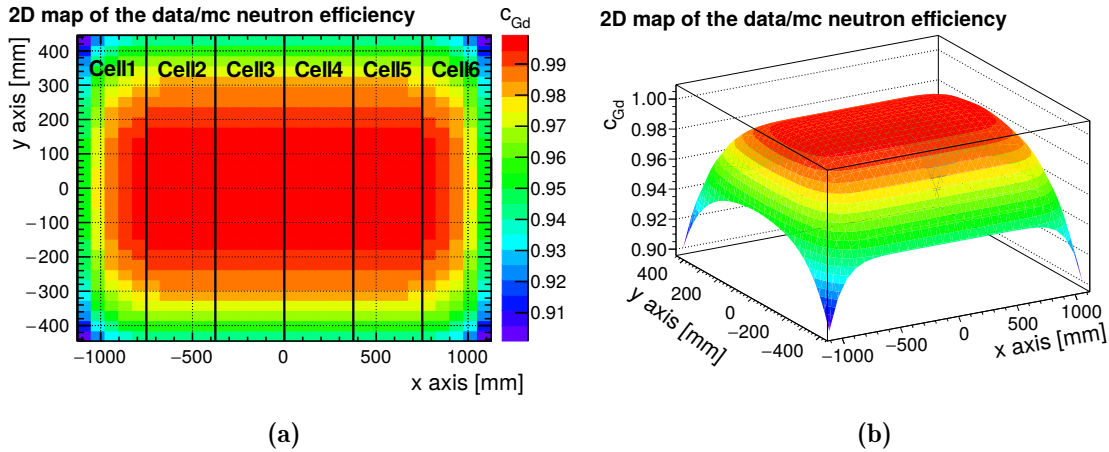 2D map of the data/mc neutron efficiency
c_Gd
400
300
200
100
0
−100
−200
−300
−400
y axis [mm]
Cell1 Cell2 Cell3 Cell4 Cell5 Cell6
−1000 −500 0 500 1000
x axis [mm]
0.99
0.98
0.97
0.96
0.95
0.94
0.93
0.92
0.91
(a)
2D map of the data/mc neutron efficiency
c_Gd
1.00
0.98
0.96
0.94
0.92
0.90
400
200
0
−200
−400
y axis [mm]
−1000 −500 0 500 1000
x axis [mm]
(b)